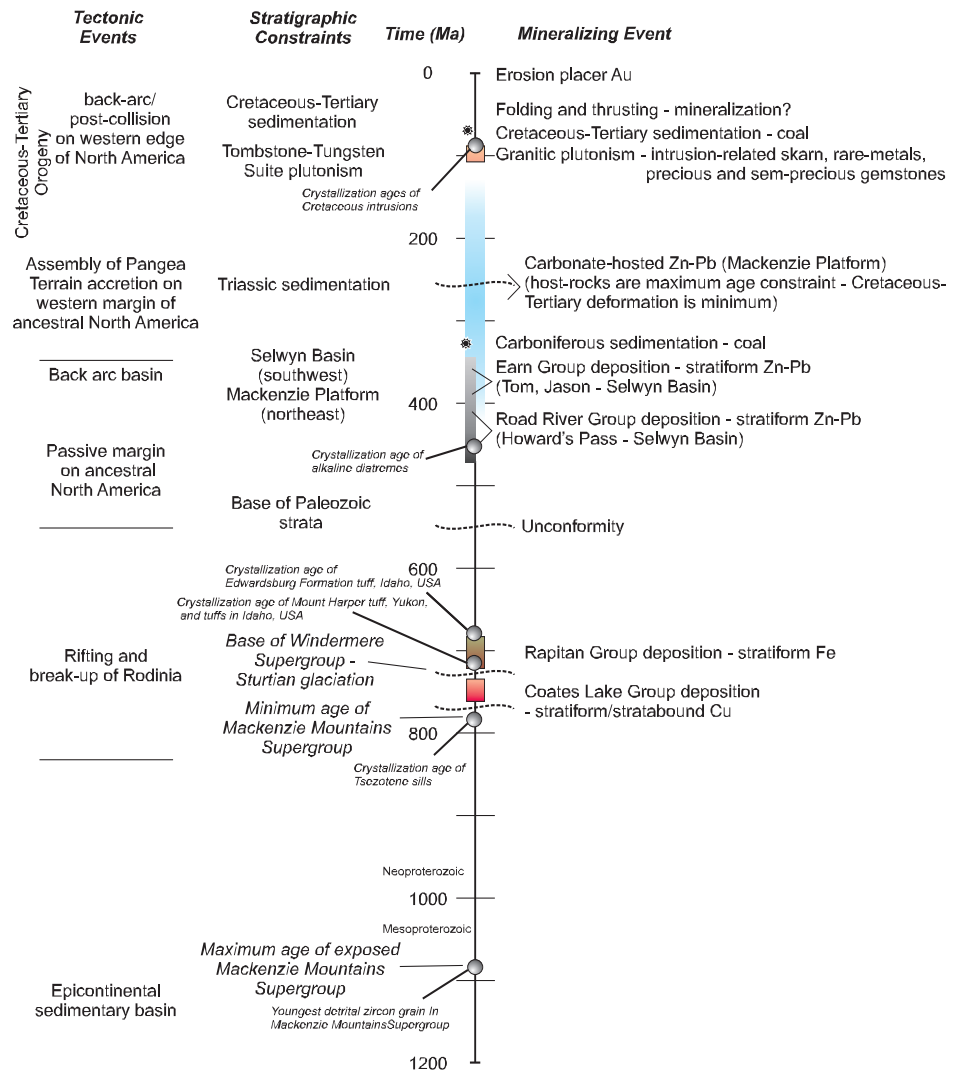 Tectonic
Events
Stratigraphic
Constraints
Time (Ma)
Mineralizing Event
0
Erosion placer Au
Cretaceous-Tertiary
Orogeny
back-arc/
post-collision
on western edge
of North America
Cretaceous-Tertiary
sedimentation
Tombstone-Tungsten
Suite plutonism
Crystallization ages of
Cretaceous intrusions
Folding and thrusting - mineralization?
Cretaceous-Tertiary sedimentation - coal
Granitic plutonism - intrusion-related skarn, rare-metals,
precious and sem-precious gemstones
200
Assembly of Pangea
Terrain accretion on
western margin of
ancestral North America
Triassic sedimentation
Carbonate-hosted Zn-Pb (Mackenzie Platform)
(host-rocks are maximum age constraint - Cretaceous-
Tertiary deformation is minimum)
Carboniferous sedimentation - coal
Back arc basin
Selwyn Basin
(southwest)
Mackenzie Platform
(northeast)
Earn Group deposition - stratiform Zn-Pb
(Tom, Jason - Selwyn Basin)
400
Road River Group deposition - stratiform Zn-Pb
(Howard's Pass - Selwyn Basin)
Passive margin
on ancestral
North America
Crystallization age of
alkaline diatremes
Base of Paleozoic
strata
Unconformity
600
Crystallization age of
Edwardsburg Formation tuff, Idaho, USA
Crystallization age of Mount Harper tuff, Yukon,
and tuffs in Idaho, USA
Rifting and
break-up of Rodinia
Base of Windermere
Supergroup -
Sturtian glaciation
Rapitan Group deposition - stratiform Fe
Coates Lake Group deposition
- stratiform/stratabound Cu
Minimum age of
Mackenzie Mountains
Supergroup
800
Crystallization age of
Tsezotene sills
Neoproterozoic
1000
Mesoproterozoic
Maximum age of exposed
Mackenzie Mountains
Supergroup
Epicontinental
sedimentary basin
Youngest detrital zircon grain In
Mackenzie MountainsSupergroup
1200